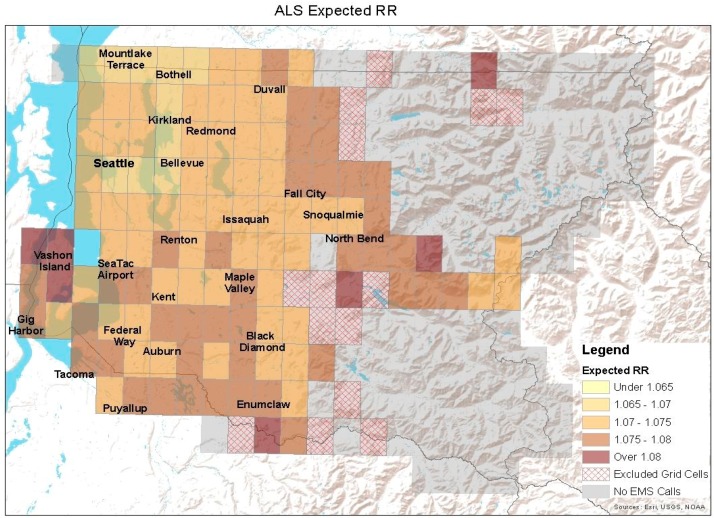 ALS Expected RR
Mountlake
Terrace
Bothell
Duvall
Kirkland
Redmond
Seattle
Bellevue
Fall City
Snoqualmie
Issaquah
Renton
North Bend
Vashon
Island
SeaTac
Airport
Maple
Valley
Kent
Gig
Harbor
Federal
Way
Black
Diamond
Auburn
Tacoma
Puyallup
Enumclaw
Legend
Expected RR
Under 1.065
1.065 - 1.07
1.07 - 1.075
1.075 - 1.08
Over 1.08
Excluded Grid Cells
No EMS Calls
Sources: Esri, USGS, NOAA